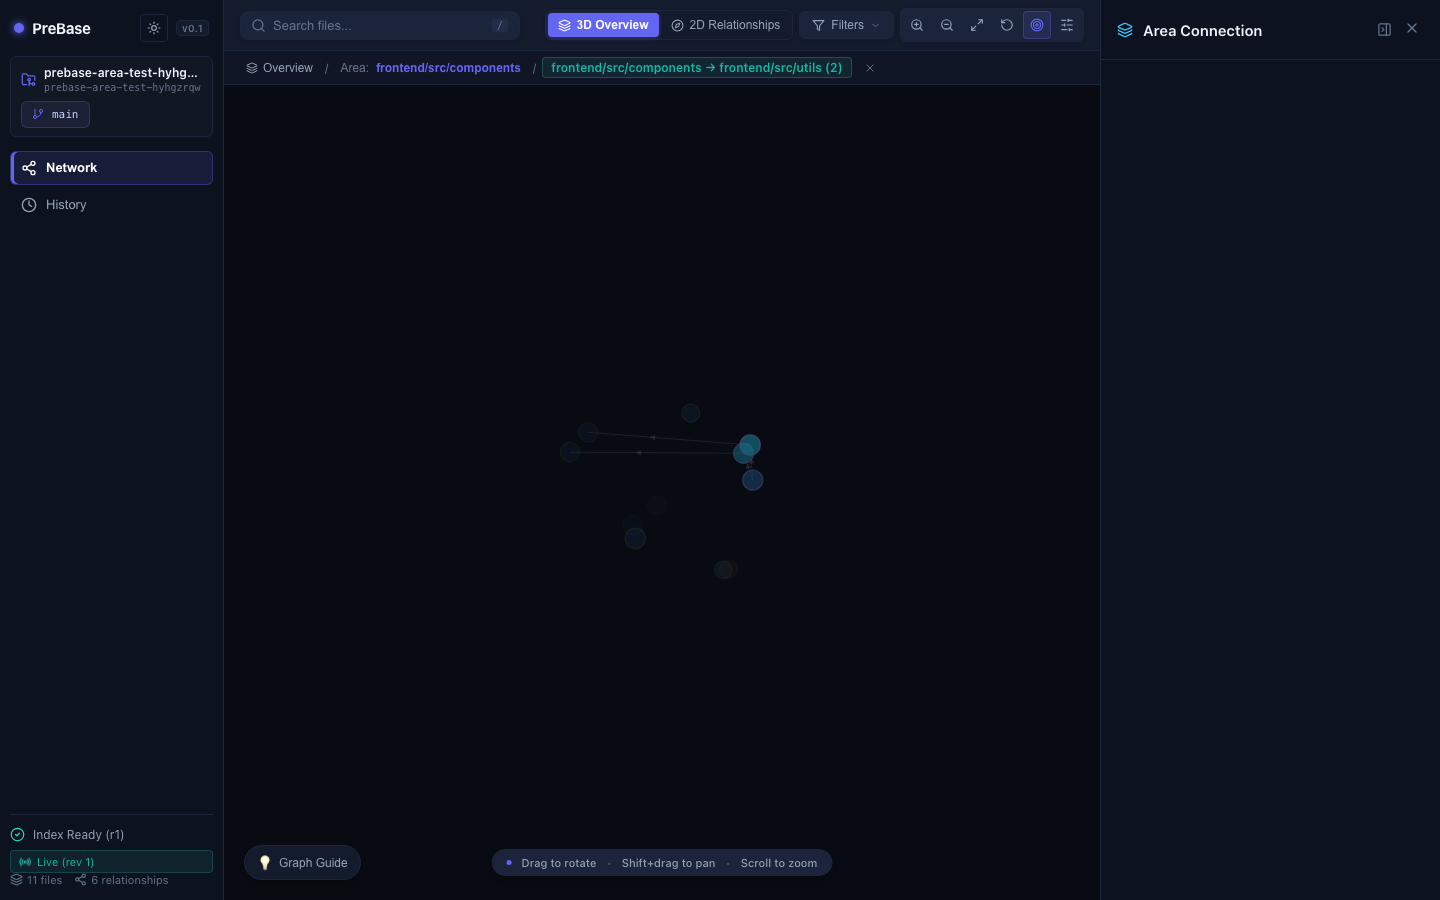 PreBase
v0.1
prebase-area-test-hyhg...
prebase-area-test-hyhgzrqw
main
Network
History
Index Ready (r1)
Live (rev 1)
11 files
6 relationships
Search files...
/
3D Overview
2D Relationships
Filters
Overview / Area: frontend/src/components / frontend/src/components → frontend/src/utils (2)
Graph Guide
Drag to rotate · Shift+drag to pan · Scroll to zoom
Area Connection